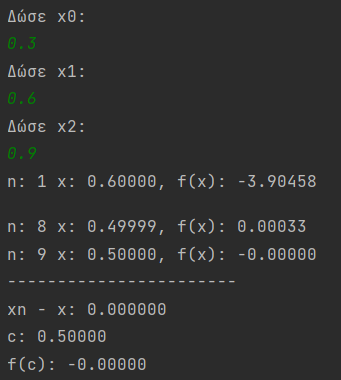 Δώσε x0:
0.3
Δώσε x1:
0.6
Δώσε x2:
0.9
n: 1 x: 0.60000, f(x): -3.90458
n: 8 x: 0.49999, f(x): 0.00033
n: 9 x: 0.50000, f(x): -0.00000
-----------------------
xn - x: 0.000000
c: 0.50000
f(c): -0.00000